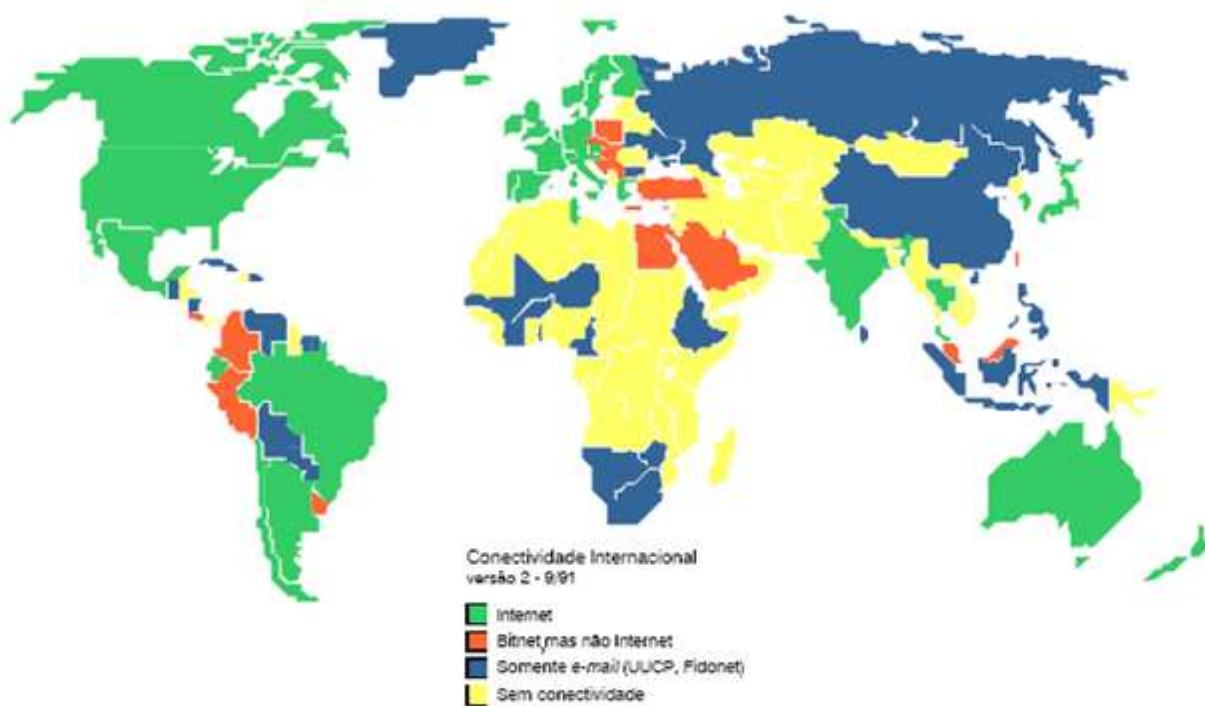 Conectividade Internacional
versão 2 - 9/91
Internet
Bitnet, mas não Internet
Somente e-mail (UUCP, Fidonet)
Sem conectividade